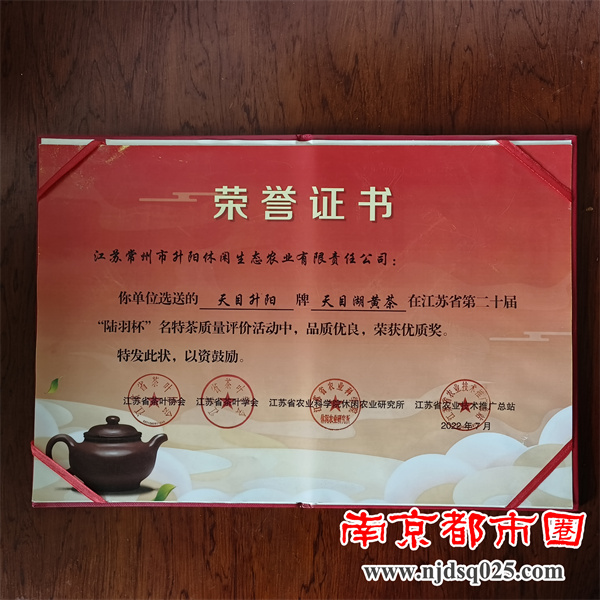 荣誉证书
江苏常州市升阳休闲生态农业有限责任公司：
你单位选送的 天目升阳 牌 天目湖黄茶 在江苏省第二十届
“陆羽杯”名特茶质量评价活动中，品质优良，荣获优质奖。
特发此状，以资鼓励。
江苏省茶叶协会 江苏省茶叶学会 江苏省农业科学院休闲农业研究所 江苏省农业技术推广总站
2022年7月
南京都市圈
www.njdsq025.com